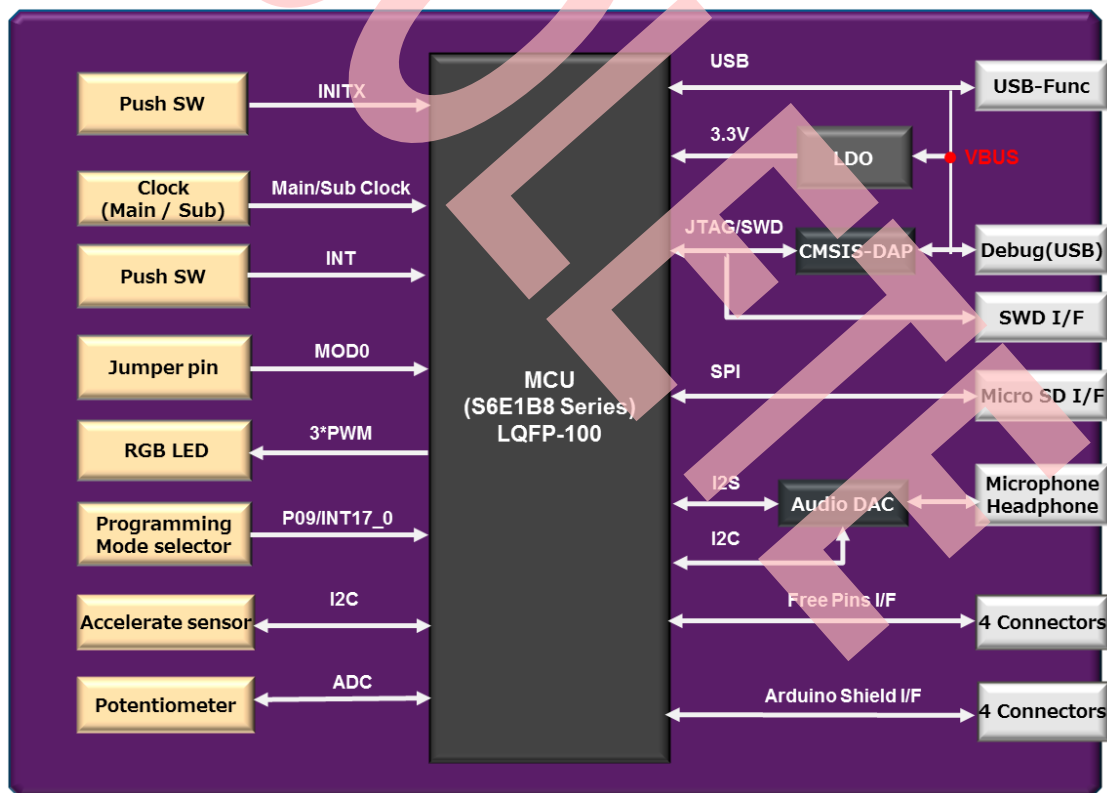 Push SW
INITX
Clock
(Main / Sub)
Main/Sub Clock
Push SW
INT
Jumper pin
MOD0
RGB LED
3*PWM
Programming
Mode selector
P09/INT17_0
Accelerate sensor
I2C
Potentiometer
ADC
MCU
(S6E1B8 Series)
LQFP-100
USB
USB-Func
3.3V
LDO
VBUS
JTAG/SWD
CMSIS-DAP
Debug(USB)
SWD I/F
SPI
Micro SD I/F
I2S
Audio DAC
Microphone
Headphone
I2C
Free Pins I/F
4 Connectors
Arduino Shield I/F
4 Connectors